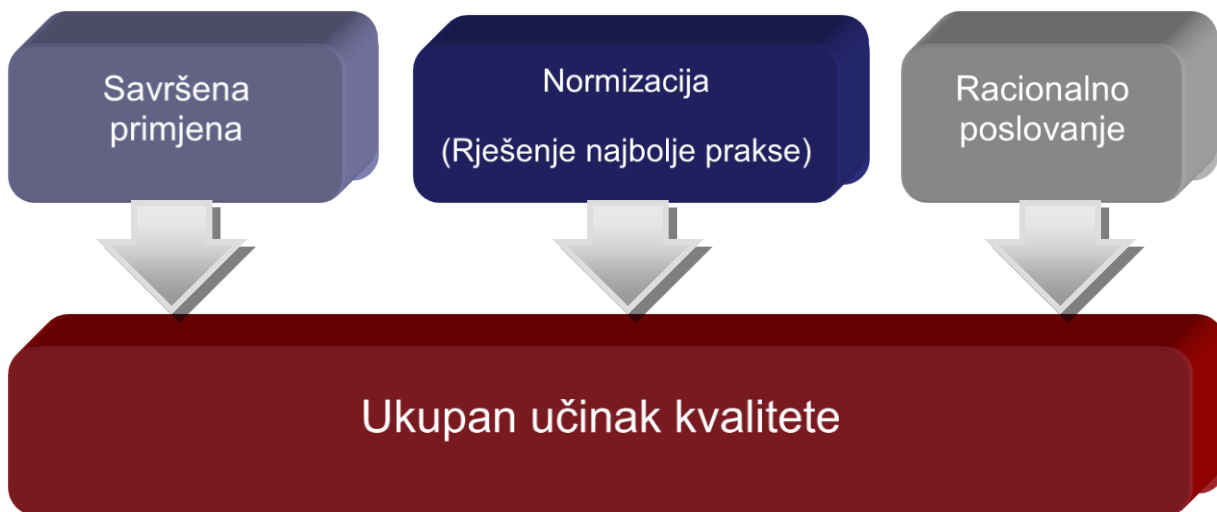 Savršena
primjena
Normizacija
(Rješenje najbolje prakse)
Racionalno
poslovanje
Ukupan učinak kvalitete